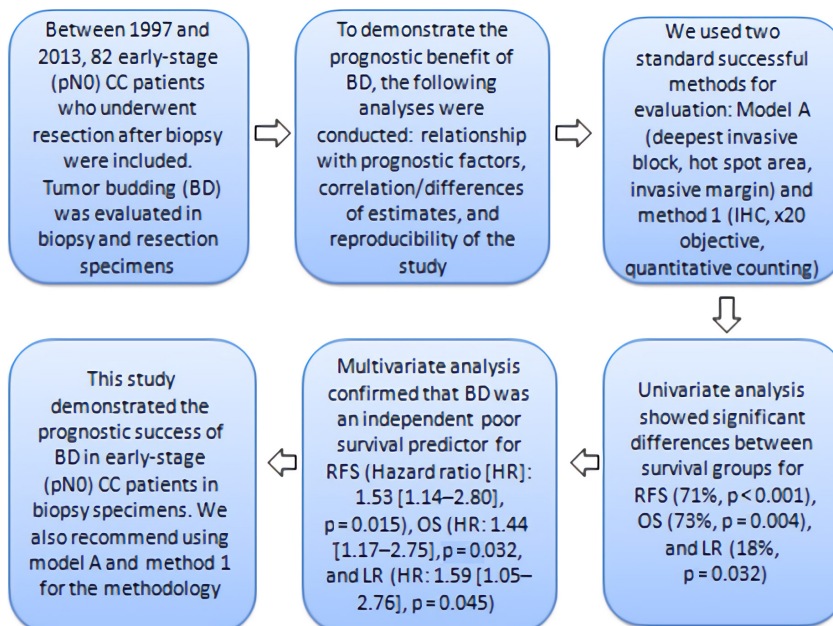 Between 1997 and
2013, 82 early-stage
(pN0) CC patients
who underwent
resection after biopsy
were included.
Tumor budding (BD)
was evaluated in
biopsy and resection
specimens
To demonstrate the
prognostic benefit of
BD, the following
analyses were
conducted: relationship
with prognostic factors,
correlation/differences
of estimates, and
reproducibility of the
study
We used two
standard successful
methods for
evaluation: Model A
(deepest invasive
block, hot spot area,
invasive margin) and
method 1 (IHC, x20
objective,
quantitative counting)
Univariate analysis
showed significant
differences between
survival groups for
RFS (71%, p < 0.001),
OS (73%, p = 0.004),
and LR (18%,
p = 0.032)
Multivariate analysis
confirmed that BD was
an independent poor
survival predictor for
RFS (Hazard ratio [HR]:
1.53 [1.14–2.80],
p = 0.015), OS (HR: 1.44
[1.17–2.75], p = 0.032,
and LR (HR: 1.59 [1.05–
2.76], p = 0.045)
This study
demonstrated the
prognostic success of
BD in early-stage
(pN0) CC patients in
biopsy specimens. We
also recommend using
model A and method 1
for the methodology